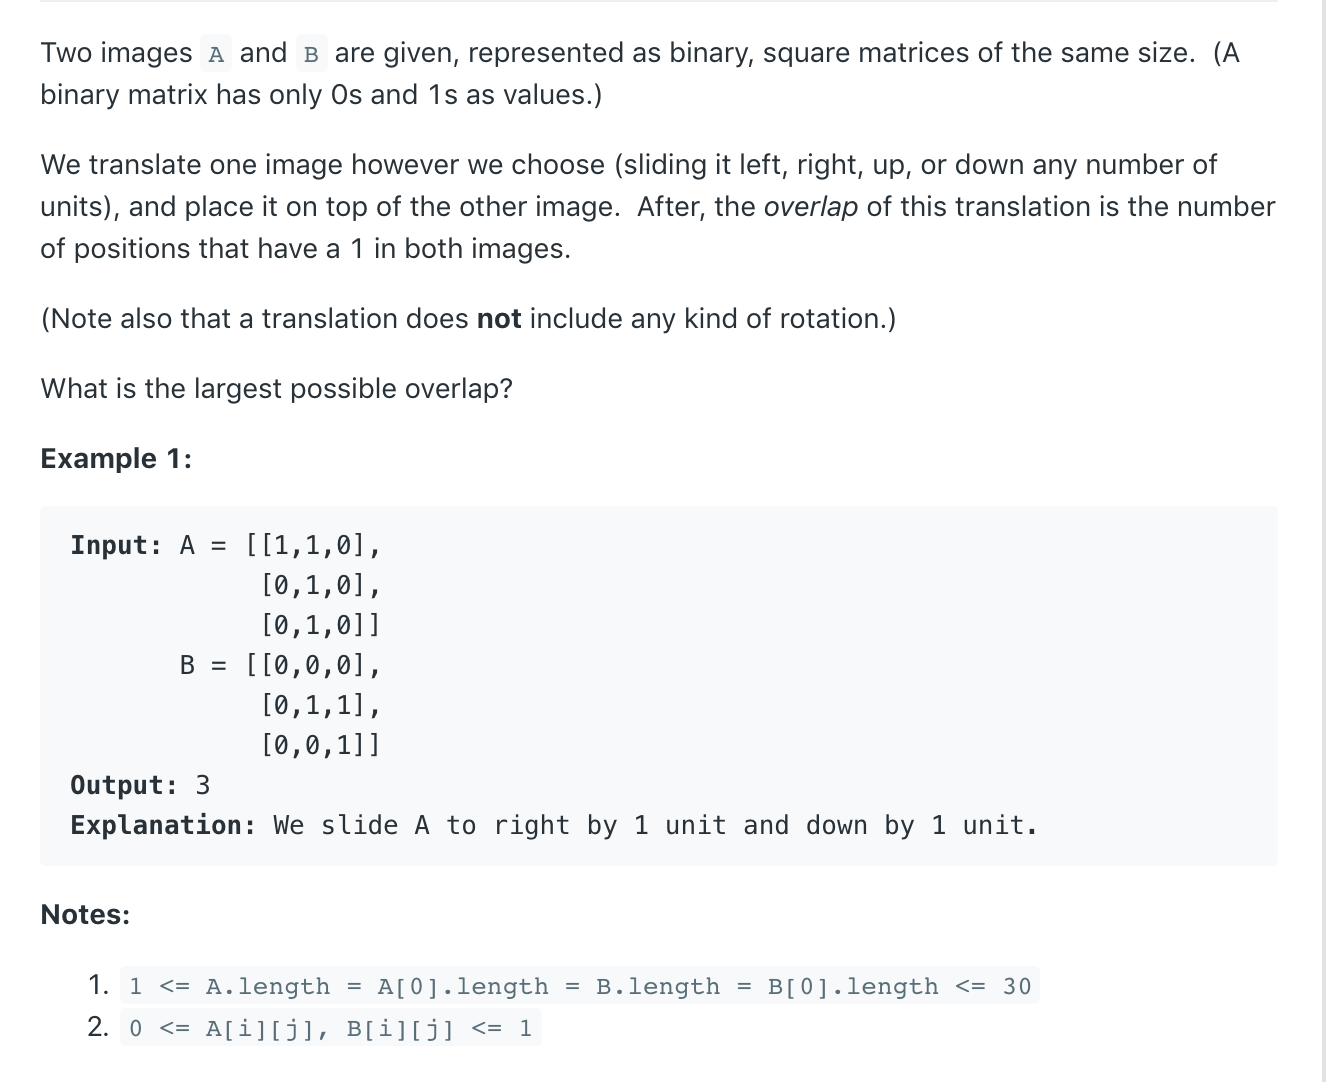 Two images A and B are given, represented as binary, square matrices of the same size.  (A
binary matrix has only 0s and 1s as values.)
We translate one image however we choose (sliding it left, right, up, or down any number of
units), and place it on top of the other image.  After, the overlap of this translation is the number
of positions that have a 1 in both images.
(Note also that a translation does not include any kind of rotation.)
What is the largest possible overlap?
Example 1:
Input: A = [[1,1,0],
            [0,1,0],
            [0,1,0]]
       B = [[0,0,0],
            [0,1,1],
            [0,0,1]]
Output: 3
Explanation: We slide A to right by 1 unit and down by 1 unit.
Notes:
1. 1 <= A.length = A[0].length = B.length = B[0].length <= 30
2. 0 <= A[i][j], B[i][j] <= 1